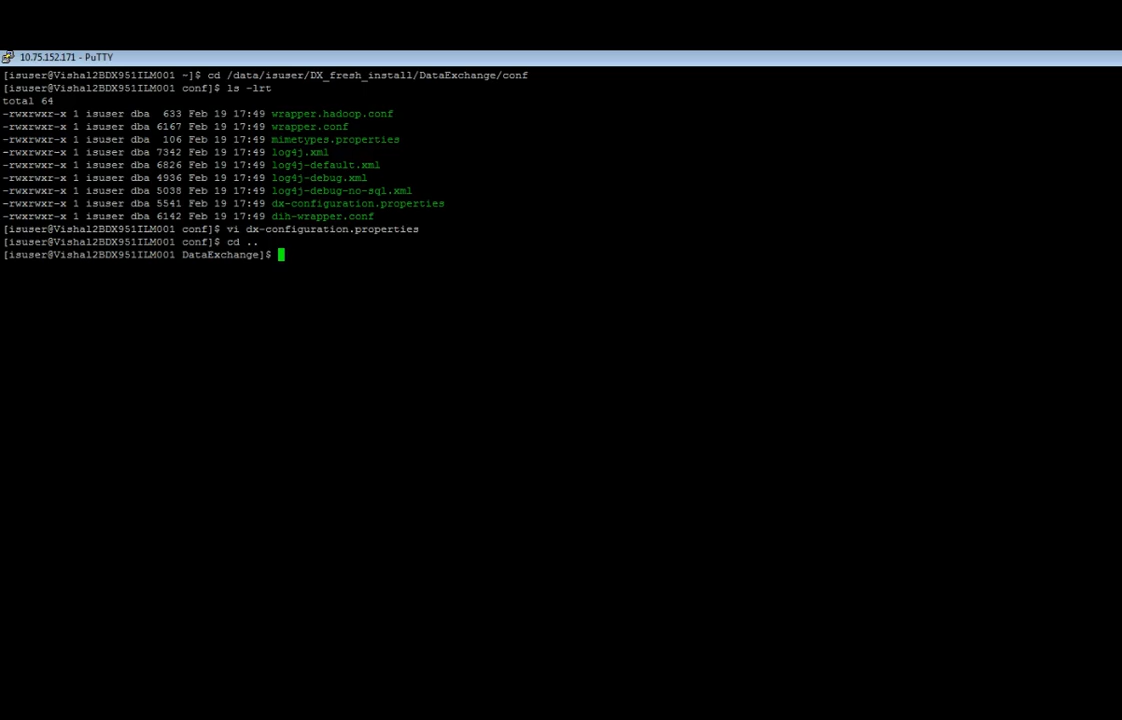 10.75.152.171 - PuTTY
[isuser@Vishal2BDX951ILM001 ~]$ cd /data/isuser/DX_fresh_install/DataExchange/conf
[isuser@Vishal2BDX951ILM001 conf]$ ls -lrt
total 64
-rwxrwxr-x 1 isuser dba  633 Feb 19 17:49 wrapper.hadoop.conf
-rwxrwxr-x 1 isuser dba 6167 Feb 19 17:49 wrapper.conf
-rwxrwxr-x 1 isuser dba  106 Feb 19 17:49 mimetypes.properties
-rwxrwxr-x 1 isuser dba 7342 Feb 19 17:49 log4j.xml
-rwxrwxr-x 1 isuser dba 6826 Feb 19 17:49 log4j-default.xml
-rwxrwxr-x 1 isuser dba 4936 Feb 19 17:49 log4j-debug.xml
-rwxrwxr-x 1 isuser dba 5038 Feb 19 17:49 log4j-debug-no-sql.xml
-rwxrwxr-x 1 isuser dba 5541 Feb 19 17:49 dx-configuration.properties
-rwxrwxr-x 1 isuser dba 6142 Feb 19 17:49 dih-wrapper.conf
[isuser@Vishal2BDX951ILM001 conf]$ vi dx-configuration.properties
[isuser@Vishal2BDX951ILM001 conf]$ cd ..
[isuser@Vishal2BDX951ILM001 DataExchange]$